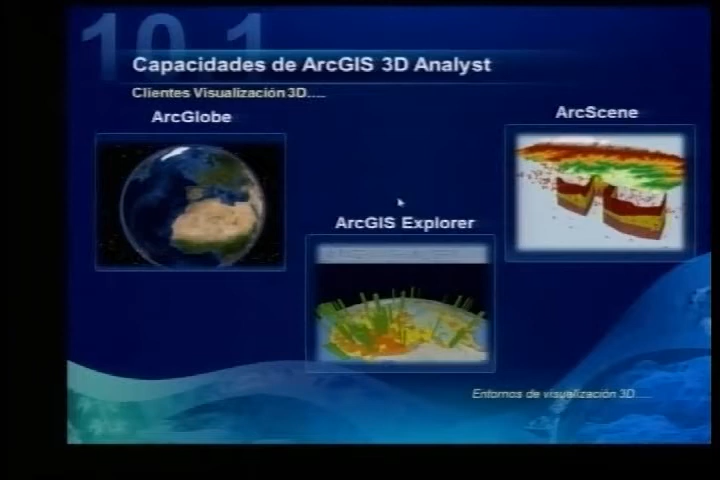 10.1
Capacidades de ArcGIS 3D Analyst
Clientes Visualización 3D....
ArcGlobe
ArcScene
ArcGIS Explorer
Entornos de visualización 3D....